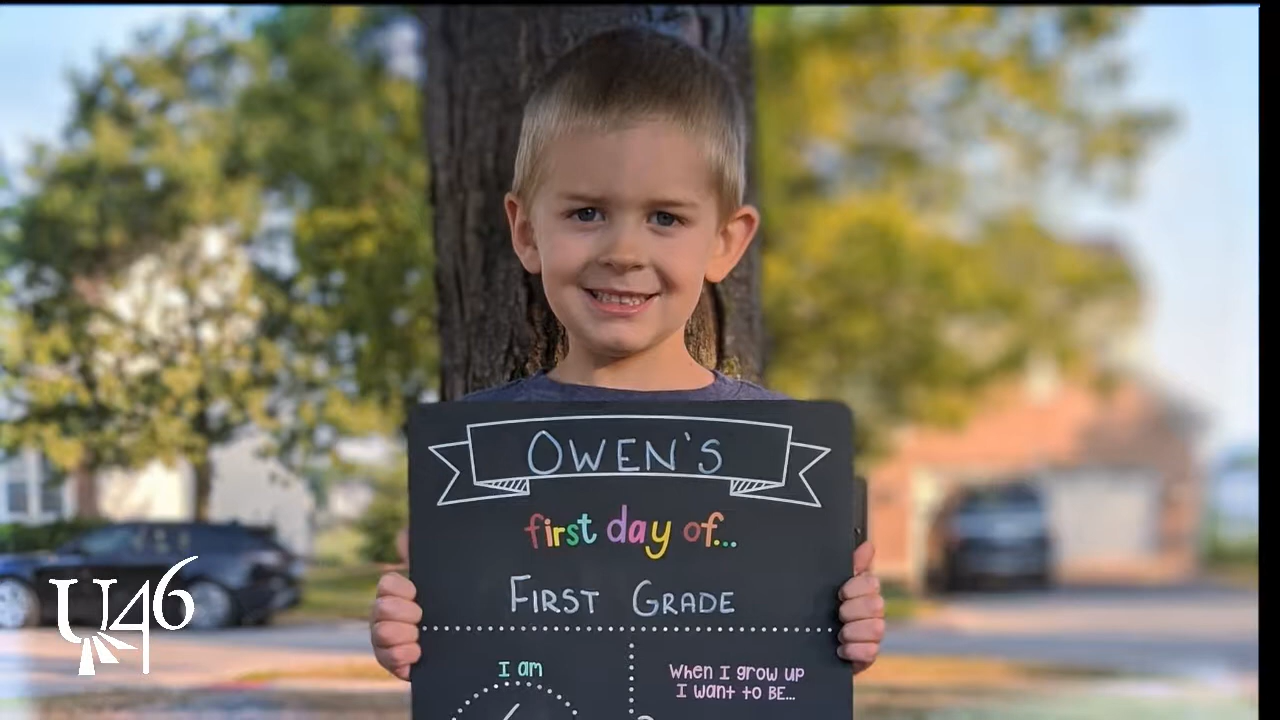 OWEN'S
first day of...
FIRST GRADE
I am
When I grow up
I want to BE...
U46